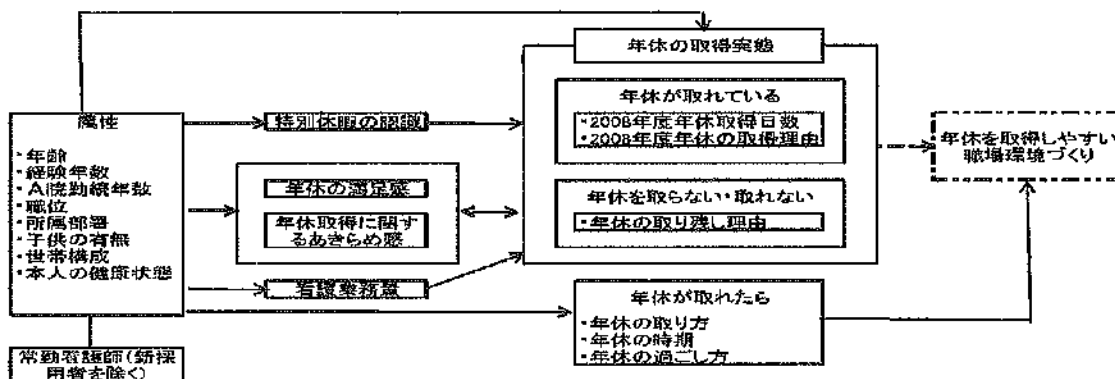 属性
・年齢
・経験年数
・A院勤続年数
・職位
・所属部署
・子供の有無
・世帯構成
・本人の健康状態
常勤看護師（新採
用者を除く）
特別休暇の認識
年休の満足感
年休取得に関す
るあきらめ感
看護業務量
年休の取得実態
年休が取れている
・2008年度年休取得日数
・2008年度年休の取得理由
年休を取らない・取れない
・年休の取り残し理由
年休が取れたら
・年休の取り方
・年休の時期
・年休の過ごし方
年休を取得しやすい
職場環境づくり